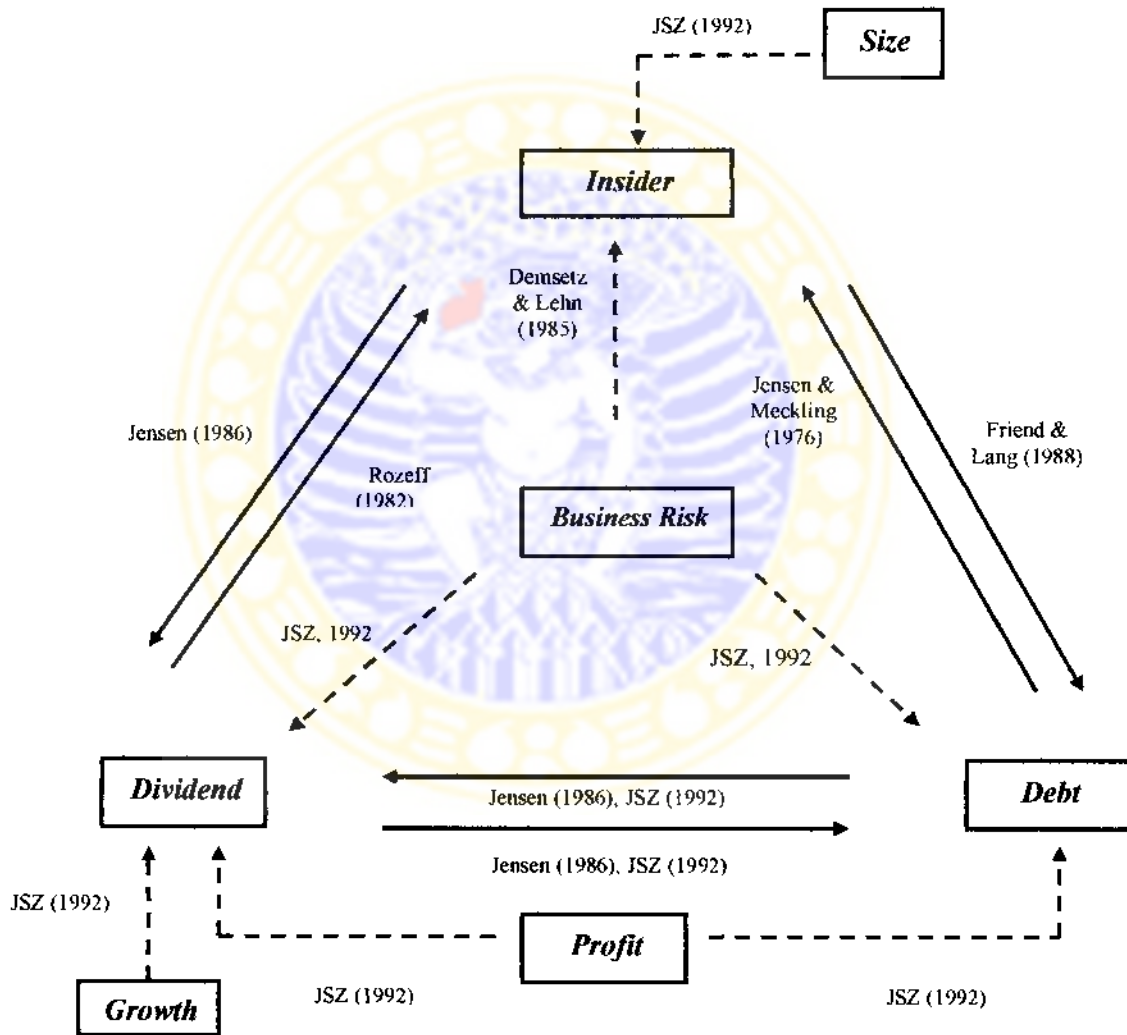 JSZ (1992)
Size
Insider
Demsetz
& Lehn
(1985)
Jensen &
Meckling
(1976)
Friend &
Lang (1988)
Jensen (1986)
Rozeff
(1982)
Business Risk
JSZ, 1992
JSZ, 1992
Dividend
Jensen (1986), JSZ (1992)
Debt
Jensen (1986), JSZ (1992)
JSZ (1992)
Profit
Growth
JSZ (1992)
JSZ (1992)